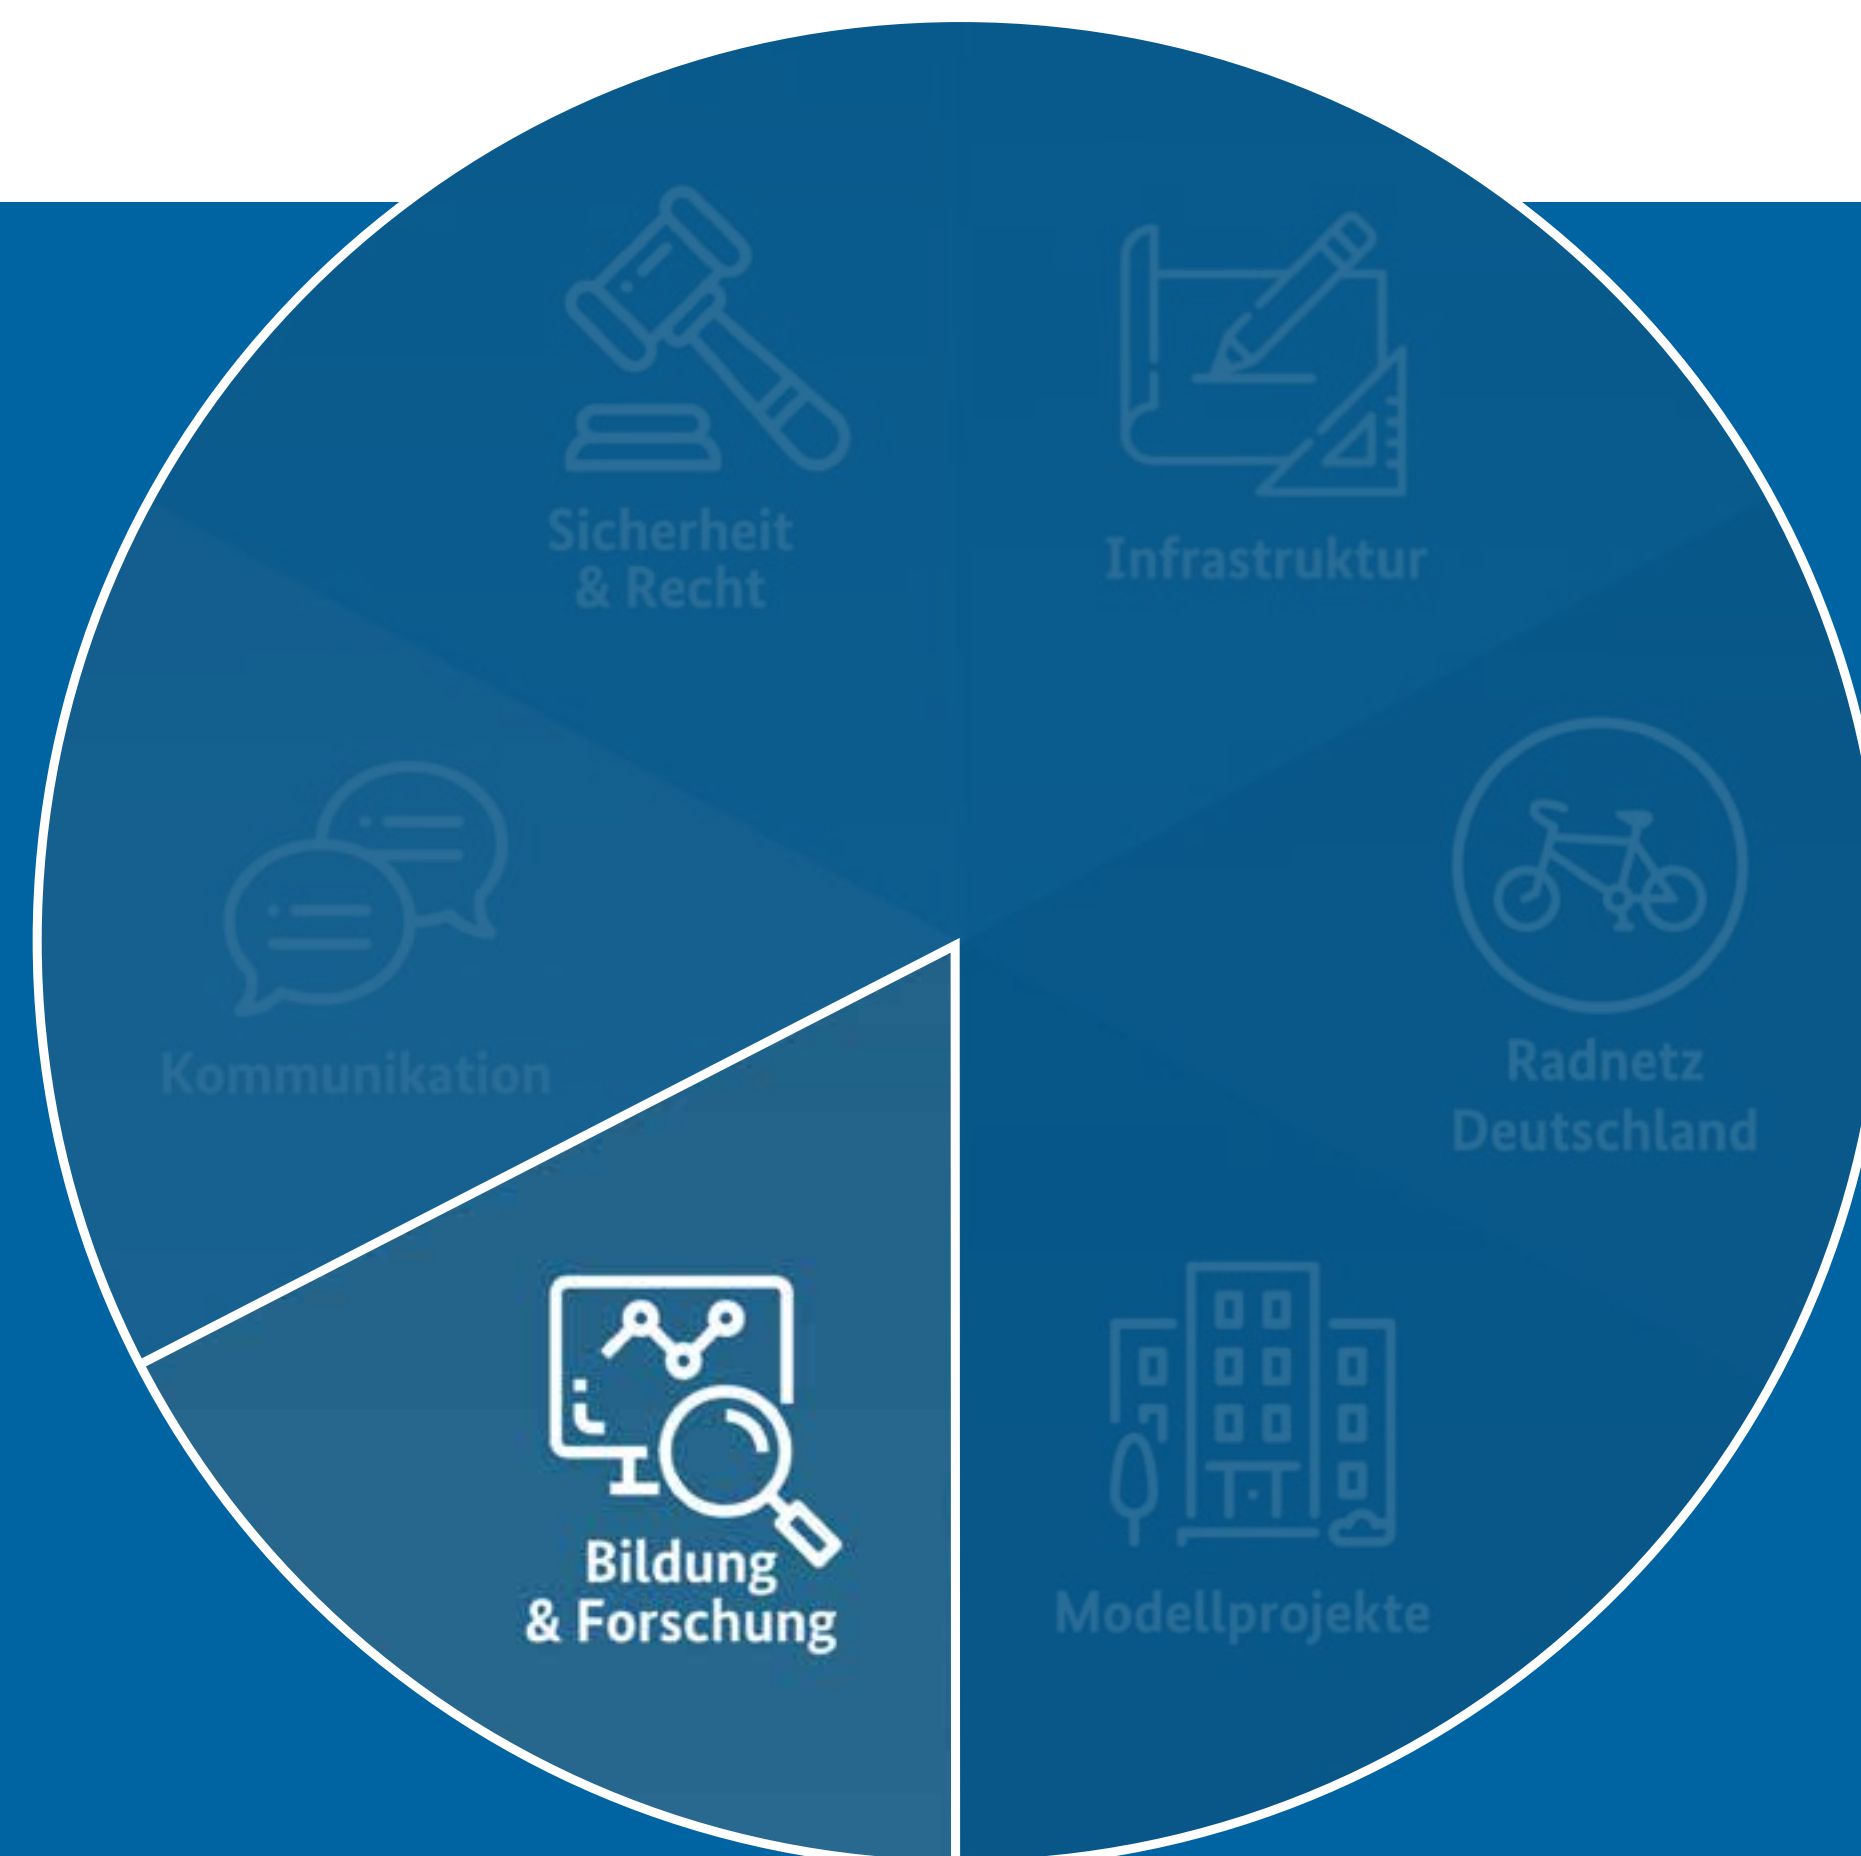 Sicherheit
& Recht
Infrastruktur
Kommunikation
Radnetz
Deutschland
Bildung
& Forschung
Modellprojekte